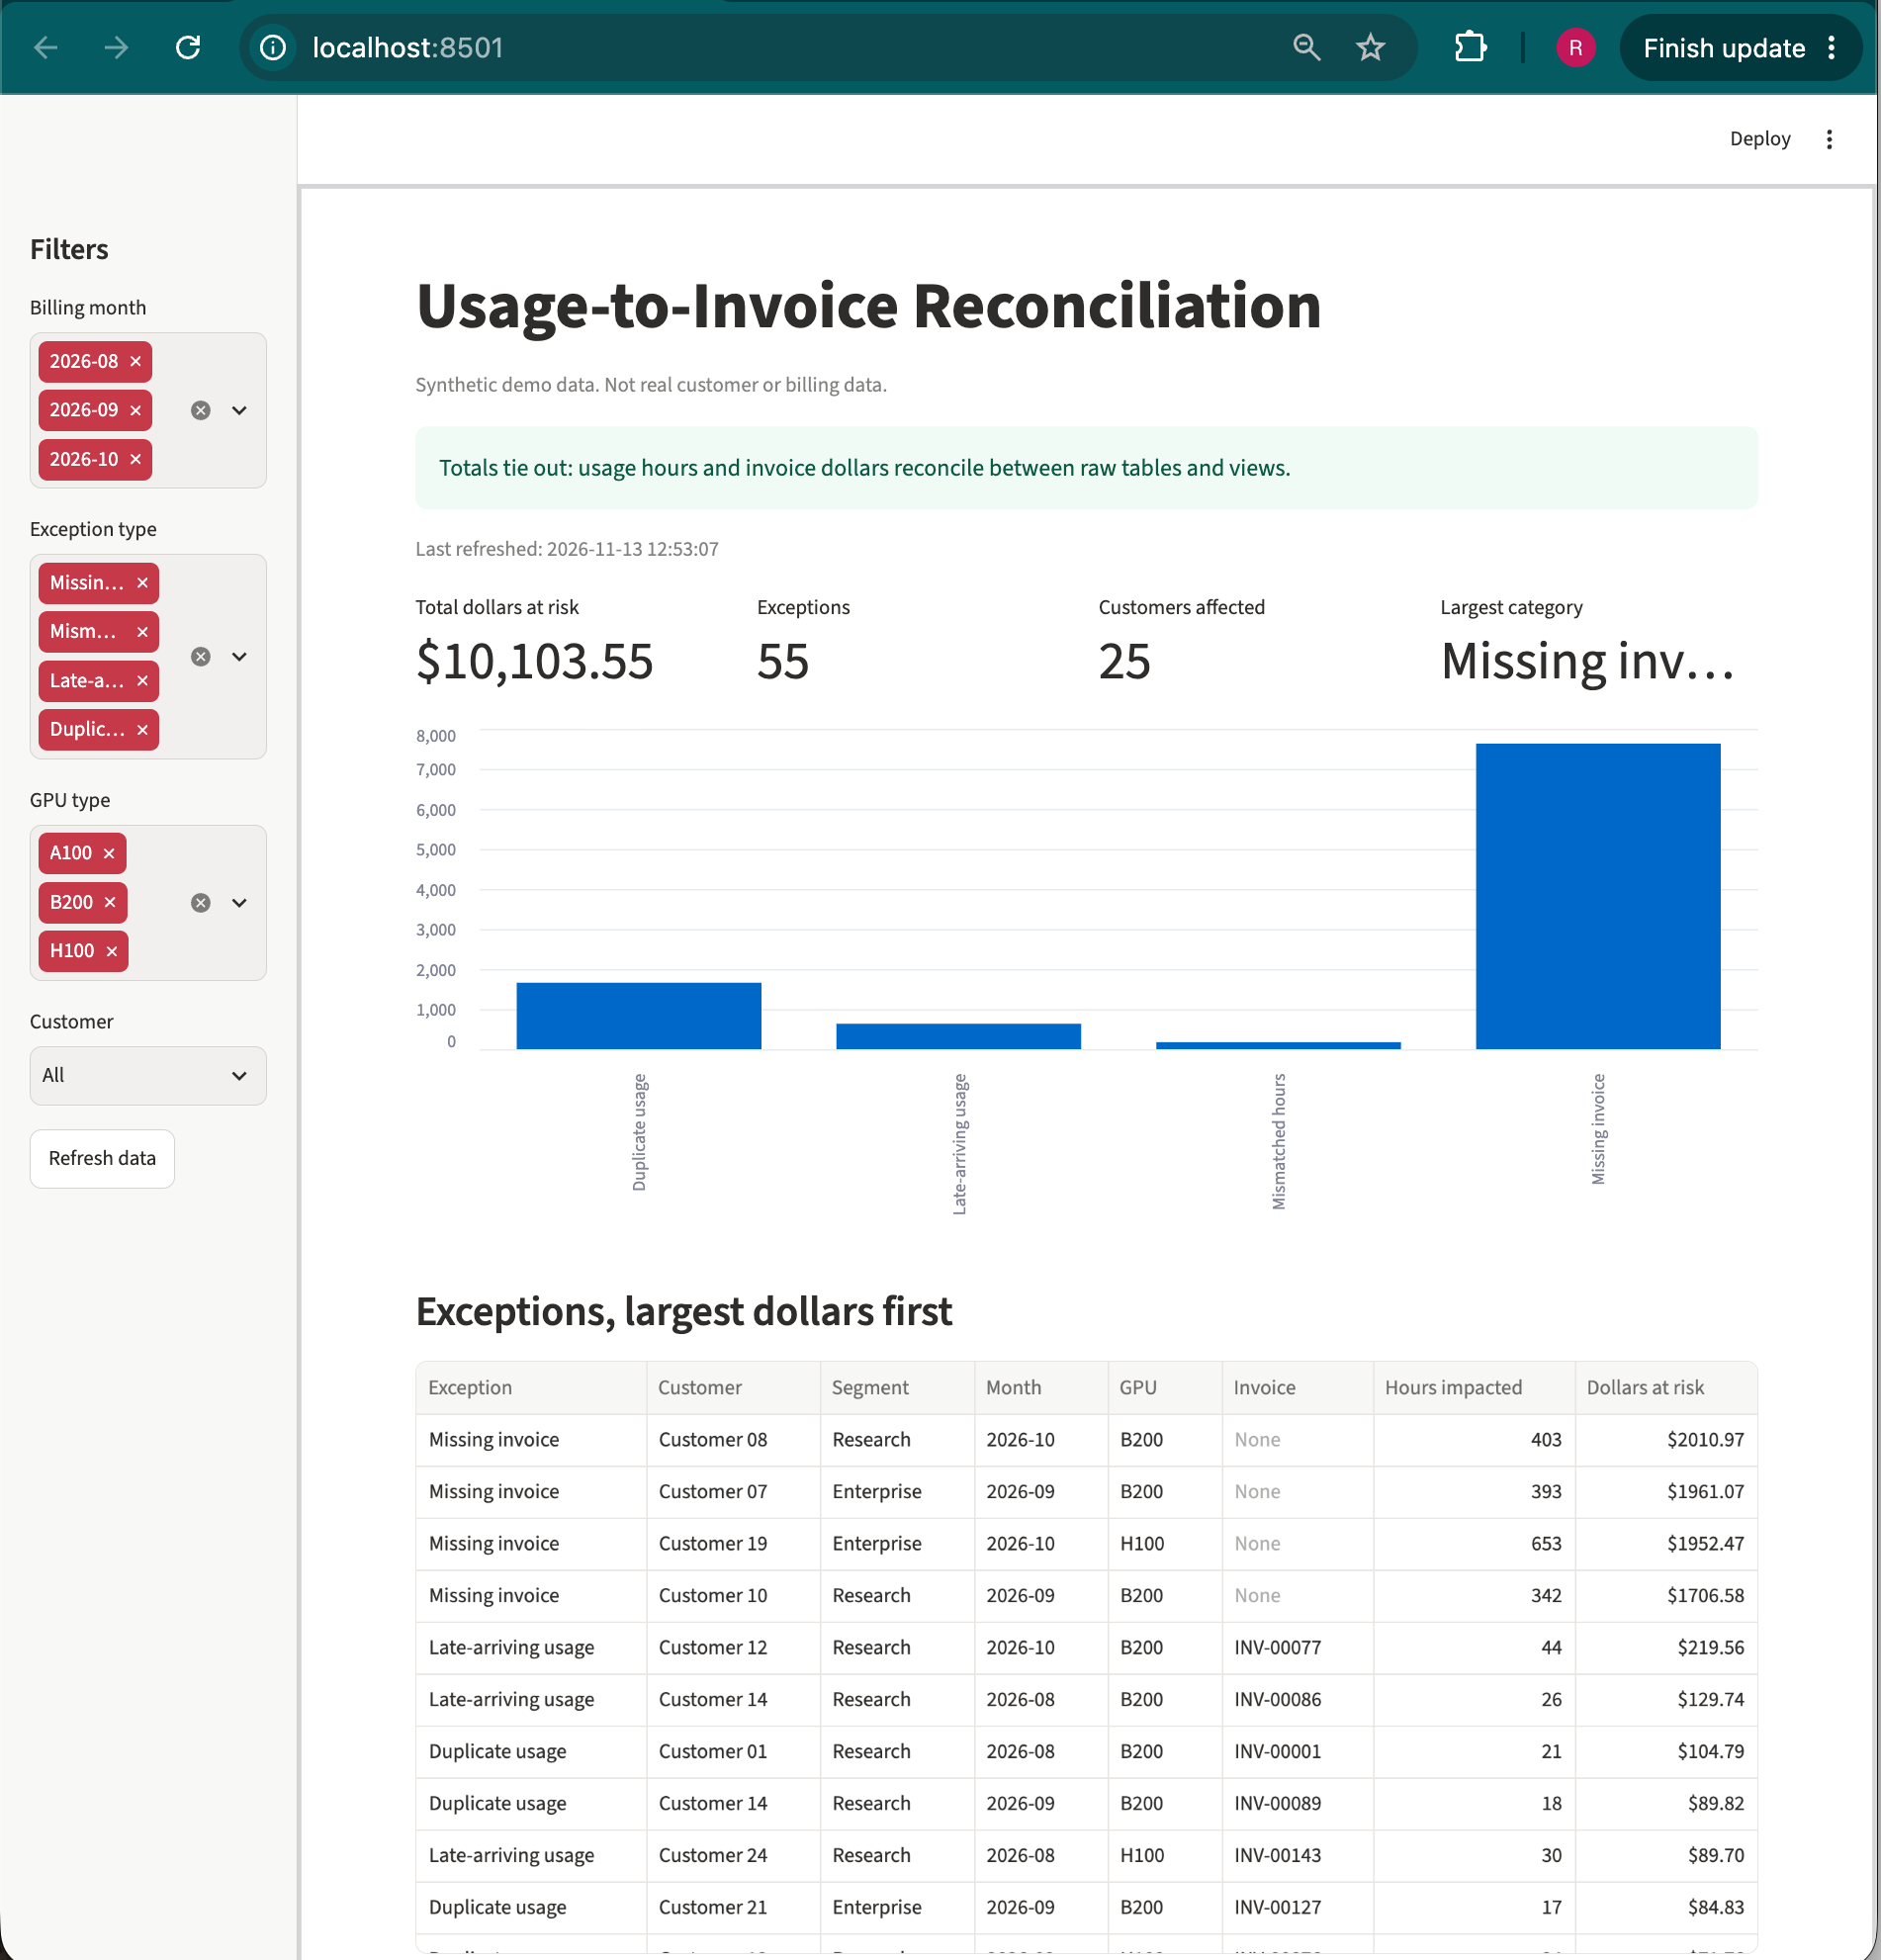 localhost:8501
R
Finish update
Deploy
Filters
Billing month
2026-08
2026-09
2026-10
Exception type
Missin...
Mism...
Late-a...
Duplic...
GPU type
A100
B200
H100
Customer
All
Refresh data
Usage-to-Invoice Reconciliation
Synthetic demo data. Not real customer or billing data.
Totals tie out: usage hours and invoice dollars reconcile between raw tables and views.
Last refreshed: 2026-11-13 12:53:07
Total dollars at risk Exceptions Customers affected Largest category
$10,103.55 55 25 Missing inv...
8,000
7,000
6,000
5,000
4,000
3,000
2,000
1,000
0
Duplicate usage
Late-arriving usage
Mismatched hours
Missing invoice
Exceptions, largest dollars first
Exception Customer Segment Month GPU Invoice Hours impacted Dollars at risk
Missing invoice Customer 08 Research 2026-10 B200 None 403 $2010.97
Missing invoice Customer 07 Enterprise 2026-09 B200 None 393 $1961.07
Missing invoice Customer 19 Enterprise 2026-10 H100 None 653 $1952.47
Missing invoice Customer 10 Research 2026-09 B200 None 342 $1706.58
Late-arriving usage Customer 12 Research 2026-10 B200 INV-00077 44 $219.56
Late-arriving usage Customer 14 Research 2026-08 B200 INV-00086 26 $129.74
Duplicate usage Customer 01 Research 2026-08 B200 INV-00001 21 $104.79
Duplicate usage Customer 14 Research 2026-09 B200 INV-00089 18 $89.82
Late-arriving usage Customer 24 Research 2026-08 H100 INV-00143 30 $89.70
Duplicate usage Customer 21 Enterprise 2026-09 B200 INV-00127 17 $84.83